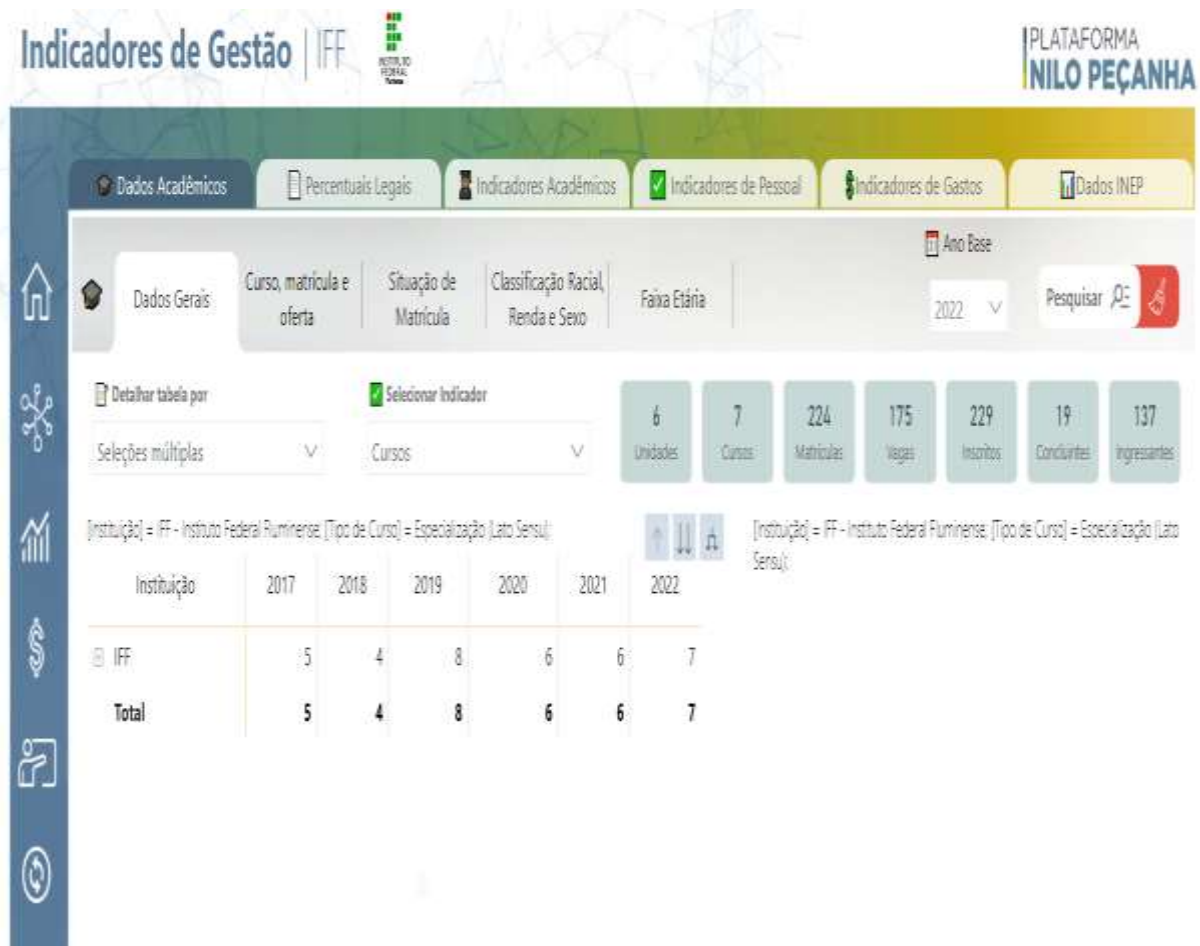 Indicadores de Gestão | IFF
INSTITUTO
FEDERAL
PLATAFORMA
NILO PEÇANHA
Dados Acadêmicos
Percentuais Legais
Indicadores Acadêmicos
Indicadores de Pessoal
Indicadores de Gastos
Dados INEP
Dados Gerais
Curso, matrícula e
oferta
Situação de
Matrícula
Classificação Racial,
Renda e Sexo
Faixa Etária
Ano Base
2022
Pesquisar
Detalhar tabela por
Seleções múltiplas
Selecionar Indicador
Cursos
6
Unidades
7
Cursos
224
Matrículas
175
Vagas
229
Inscritos
19
Concluintes
137
Ingressantes
[Instituição] = IFF - Instituto Federal Fluminense; [Tipo de Curso] = Especialização (Lato Sensu);
[Instituição] = IFF - Instituto Federal Fluminense; [Tipo de Curso] = Especialização (Lato
Sensu);
Instituição 2017 2018 2019 2020 2021 2022
IFF 5 4 8 6 6 7
Total 5 4 8 6 6 7